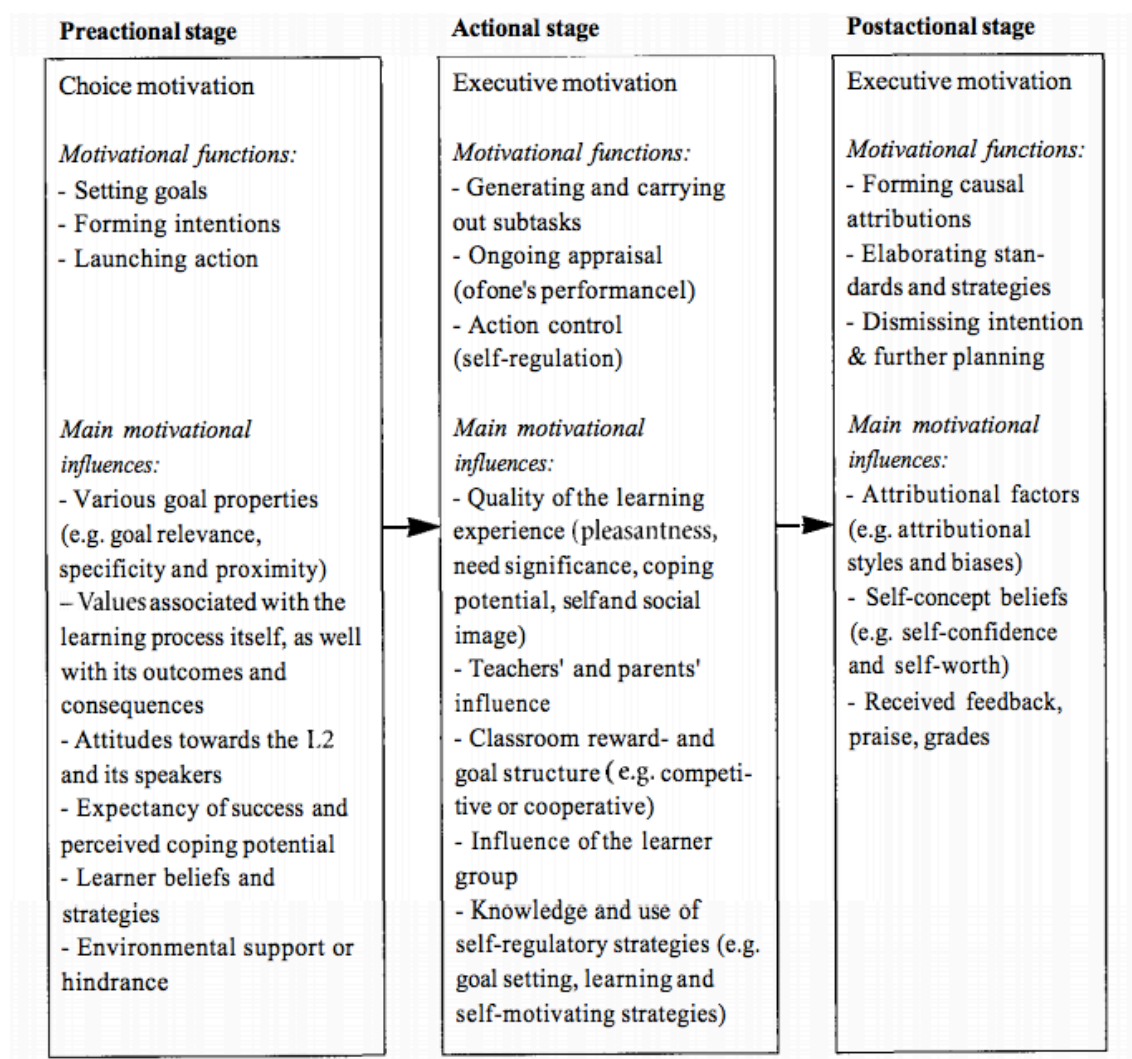 Preactional stage
Choice motivation
Motivational functions:
- Setting goals
- Forming intentions
- Launching action
Main motivational
influences:
- Various goal properties
(e.g. goal relevance,
specificity and proximity)
– Values associated with the
learning process itself, as well
with its outcomes and
consequences
- Attitudes towards the L2
and its speakers
- Expectancy of success and
perceived coping potential
- Learner beliefs and
strategies
- Environmental support or
hindrance
Actional stage
Executive motivation
Motivational functions:
- Generating and carrying
out subtasks
- Ongoing appraisal
(ofone's performancel)
- Action control
(self-regulation)
Main motivational
influences:
- Quality of the learning
experience (pleasantness,
need significance, coping
potential, selfand social
image)
- Teachers' and parents'
influence
- Classroom reward- and
goal structure (e.g. competi-
tive or cooperative)
- Influence of the learner
group
- Knowledge and use of
self-regulatory strategies (e.g.
goal setting, learning and
self-motivating strategies)
Postactional stage
Executive motivation
Motivational functions:
- Forming causal
attributions
- Elaborating stan-
dards and strategies
- Dismissing intention
& further planning
Main motivational
influences:
- Attributional factors
(e.g. attributional
styles and biases)
- Self-concept beliefs
(e.g. self-confidence
and self-worth)
- Received feedback,
praise, grades